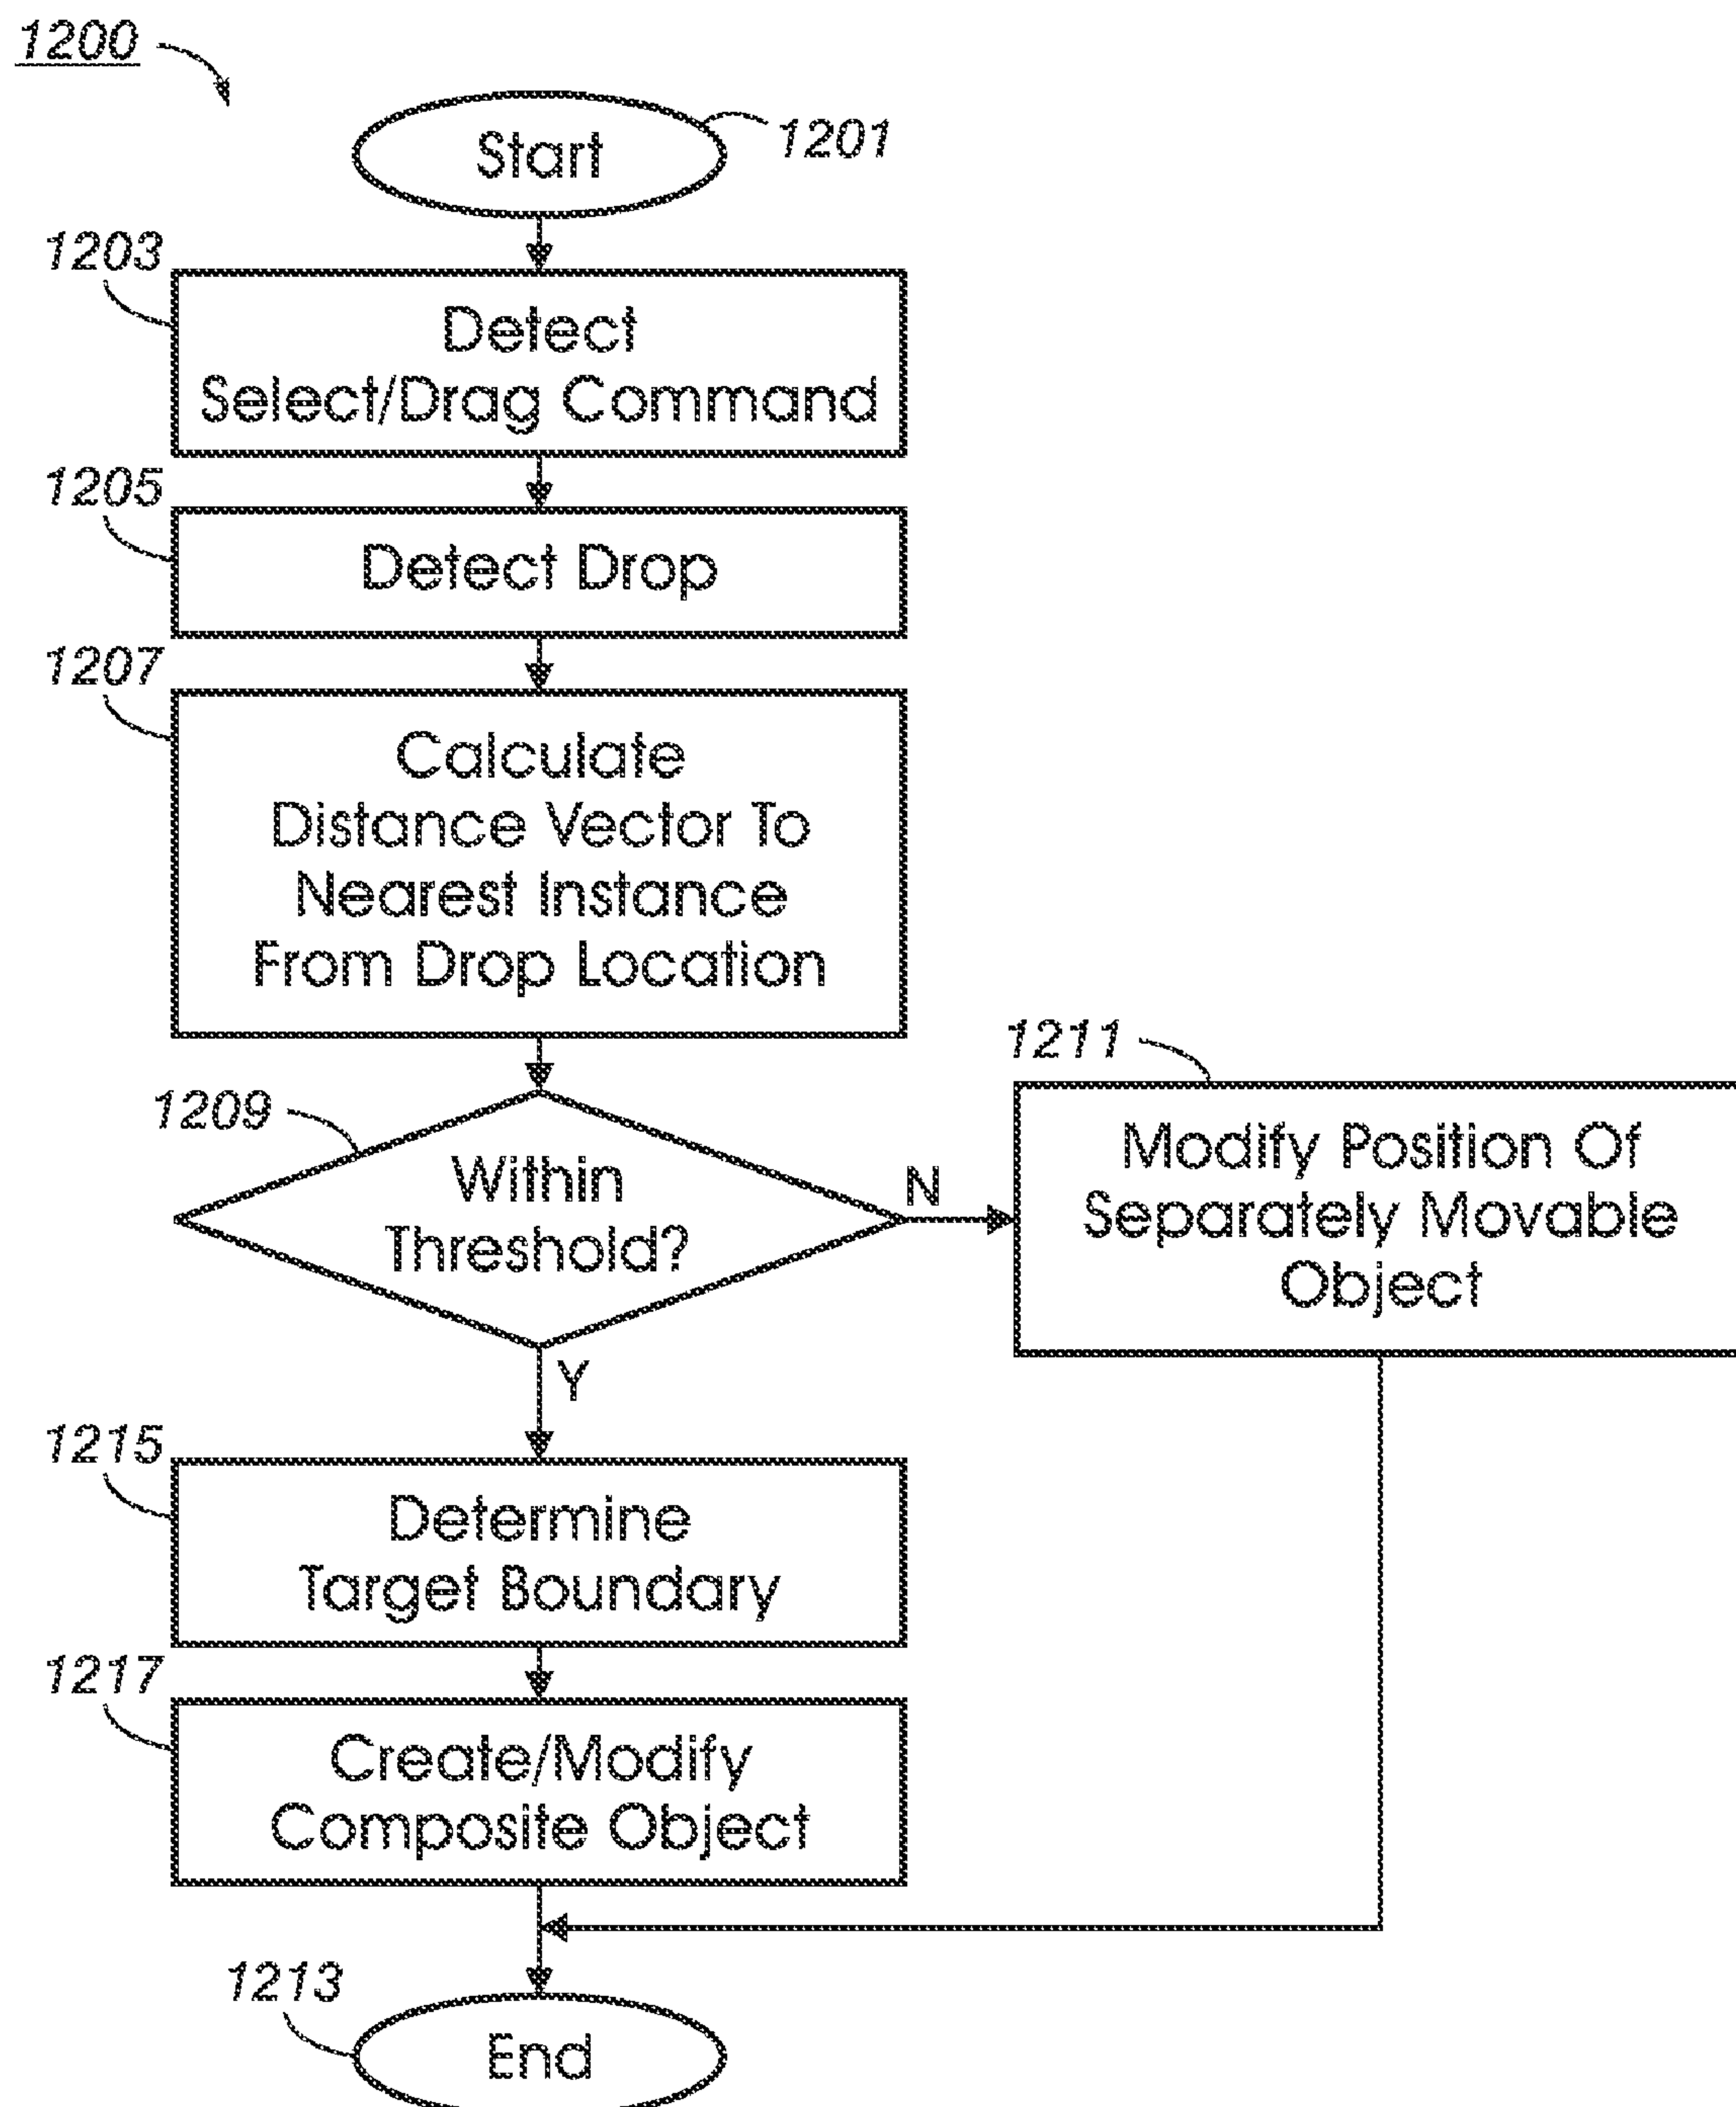 1200
Start
1201
1203
Detect
Select/Drag Command
1205
Detect Drop
1207
Calculate
Distance Vector To
Nearest Instance
From Drop Location
1209
Within
Threshold?
N
Y
1211
Modify Position Of
Separately Movable
Object
1215
Determine
Target Boundary
1217
Create/Modify
Composite Object
1213
End